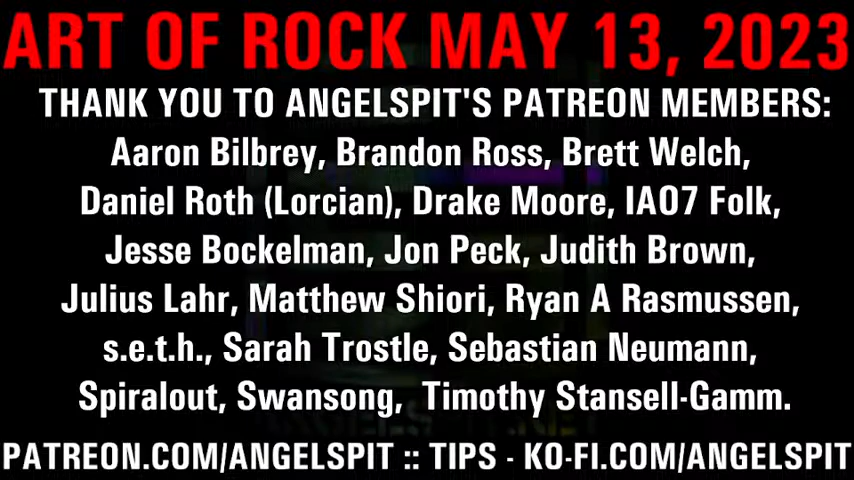 ART OF ROCK MAY 13, 2023
THANK YOU TO ANGELSPIT'S PATREON MEMBERS:
Aaron Bilbrey, Brandon Ross, Brett Welch,
Daniel Roth (Lorcian), Drake Moore, IAO7 Folk,
Jesse Bockelman, Jon Peck, Judith Brown,
Julius Lahr, Matthew Shiori, Ryan A Rasmussen,
s.e.t.h., Sarah Trostle, Sebastian Neumann,
Spiralout, Swansong, Timothy Stansell-Gamm.
PATREON.COM/ANGELSPIT :: TIPS - KO-FI.COM/ANGELSPIT